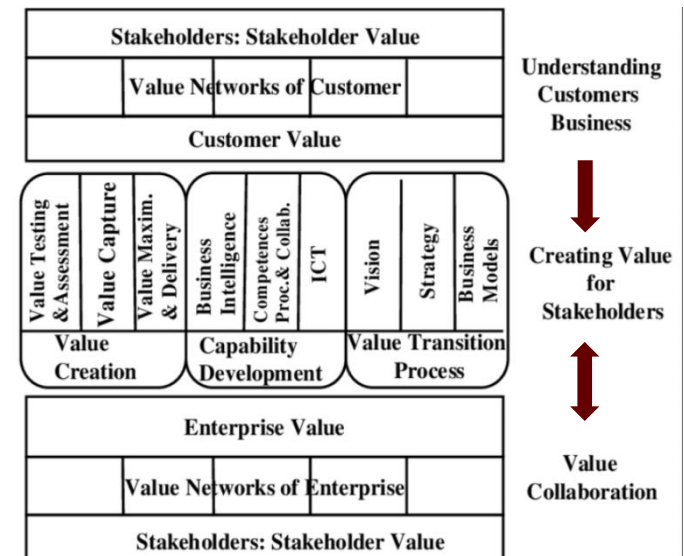 Stakeholders: Stakeholder Value
Value Networks of Customer
Customer Value
Understanding
Customers
Business
Value Testing
&Assessment
Value Capture
Value Maxim.
& Delivery
Business
Intelligence
Competences
Proc.& Collab.
ICT
Vision
Strategy
Business
Models
Value
Creation
Capability
Development
Value Transition
Process
Creating Value
for
Stakeholders
Enterprise Value
Value Networks of Enterprise
Stakeholders: Stakeholder Value
Value
Collaboration